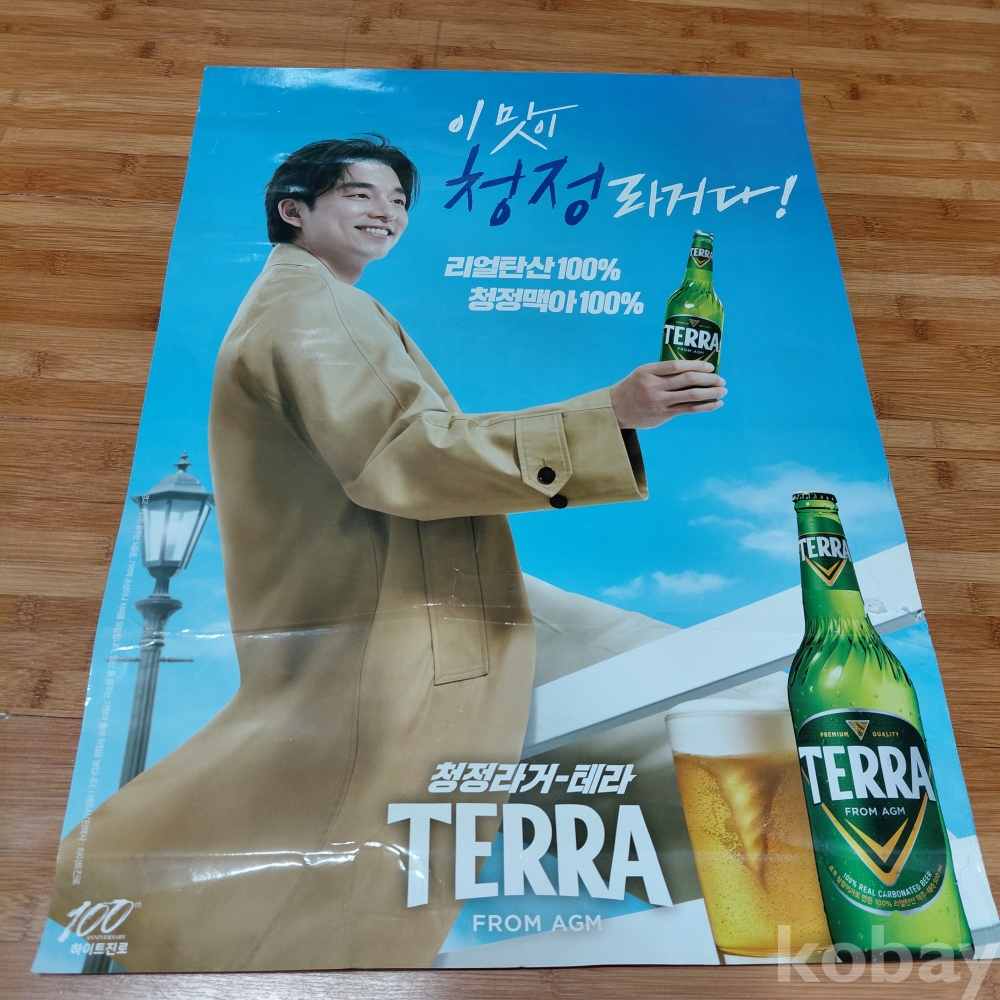 이 맛이
청정 라거다!
리얼탄산 100%
청정맥아 100%
TERRA
TERRA
FROM AGM
TERRA
PREMIUM QUALITY
TERRA
FROM AGM
100% REAL CARBONATED BEER
청정라거-테라
TERRA
FROM AGM
100th
ANNIVERSARY
하이트진로
kobay